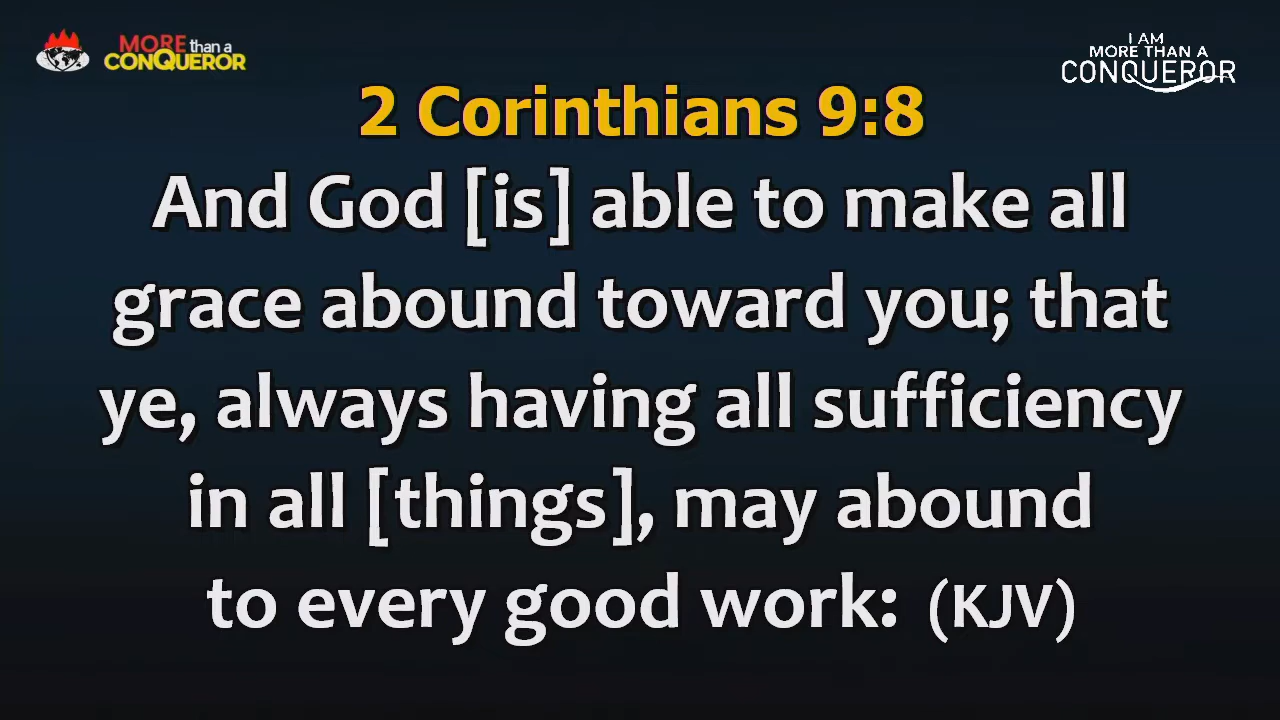 MORE than a
CONQUEROR
I AM
MORE THAN A
CONQUEROR
2 Corinthians 9:8
And God [is] able to make all
grace abound toward you; that
ye, always having all sufficiency
in all [things], may abound
to every good work: (KJV)